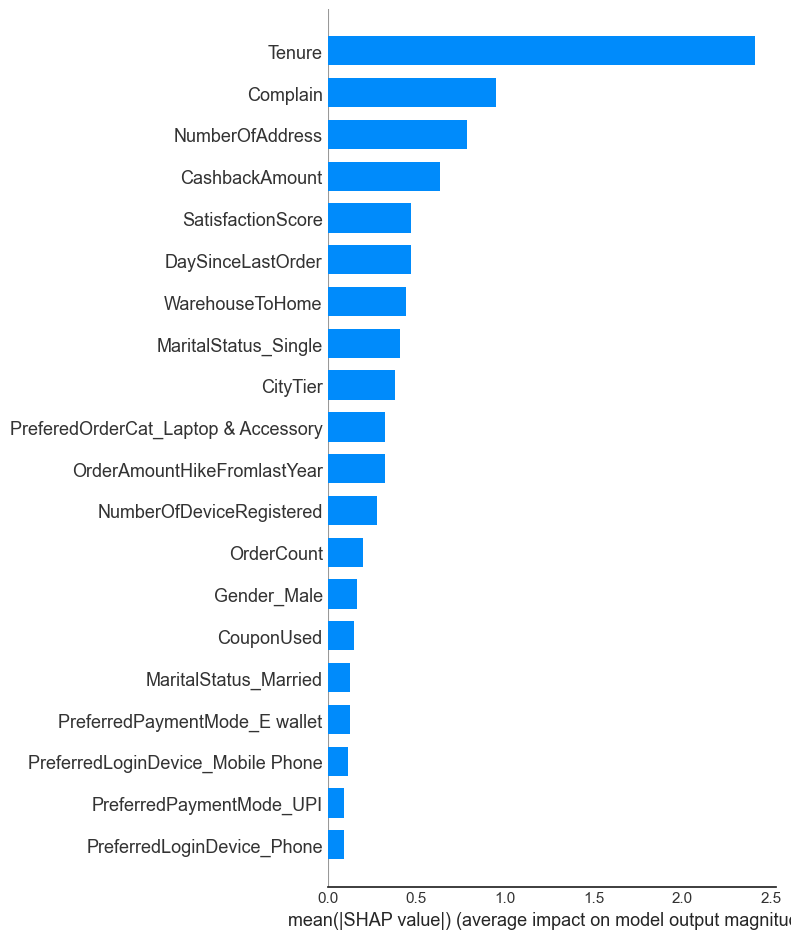 Tenure
Complain
NumberOfAddress
CashbackAmount
SatisfactionScore
DaySinceLastOrder
WarehouseToHome
MaritalStatus_Single
CityTier
PreferedOrderCat_Laptop & Accessory
OrderAmountHikeFromlastYear
NumberOfDeviceRegistered
OrderCount
Gender_Male
CouponUsed
MaritalStatus_Married
PreferredPaymentMode_E wallet
PreferredLoginDevice_Mobile Phone
PreferredPaymentMode_UPI
PreferredLoginDevice_Phone
0.0 0.5 1.0 1.5 2.0 2.5
mean(|SHAP value|) (average impact on model output magnitu